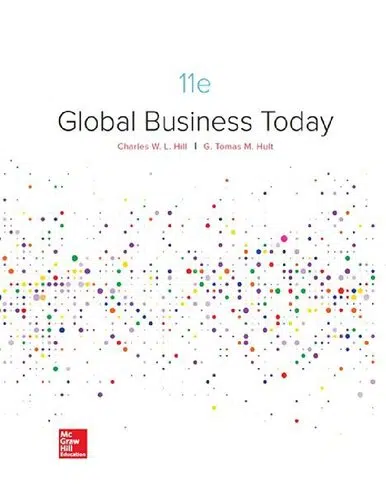 11e
Global Business Today
Charles W. L. Hill | G. Tomas M. Hult
Mc
Graw
Hill
Education